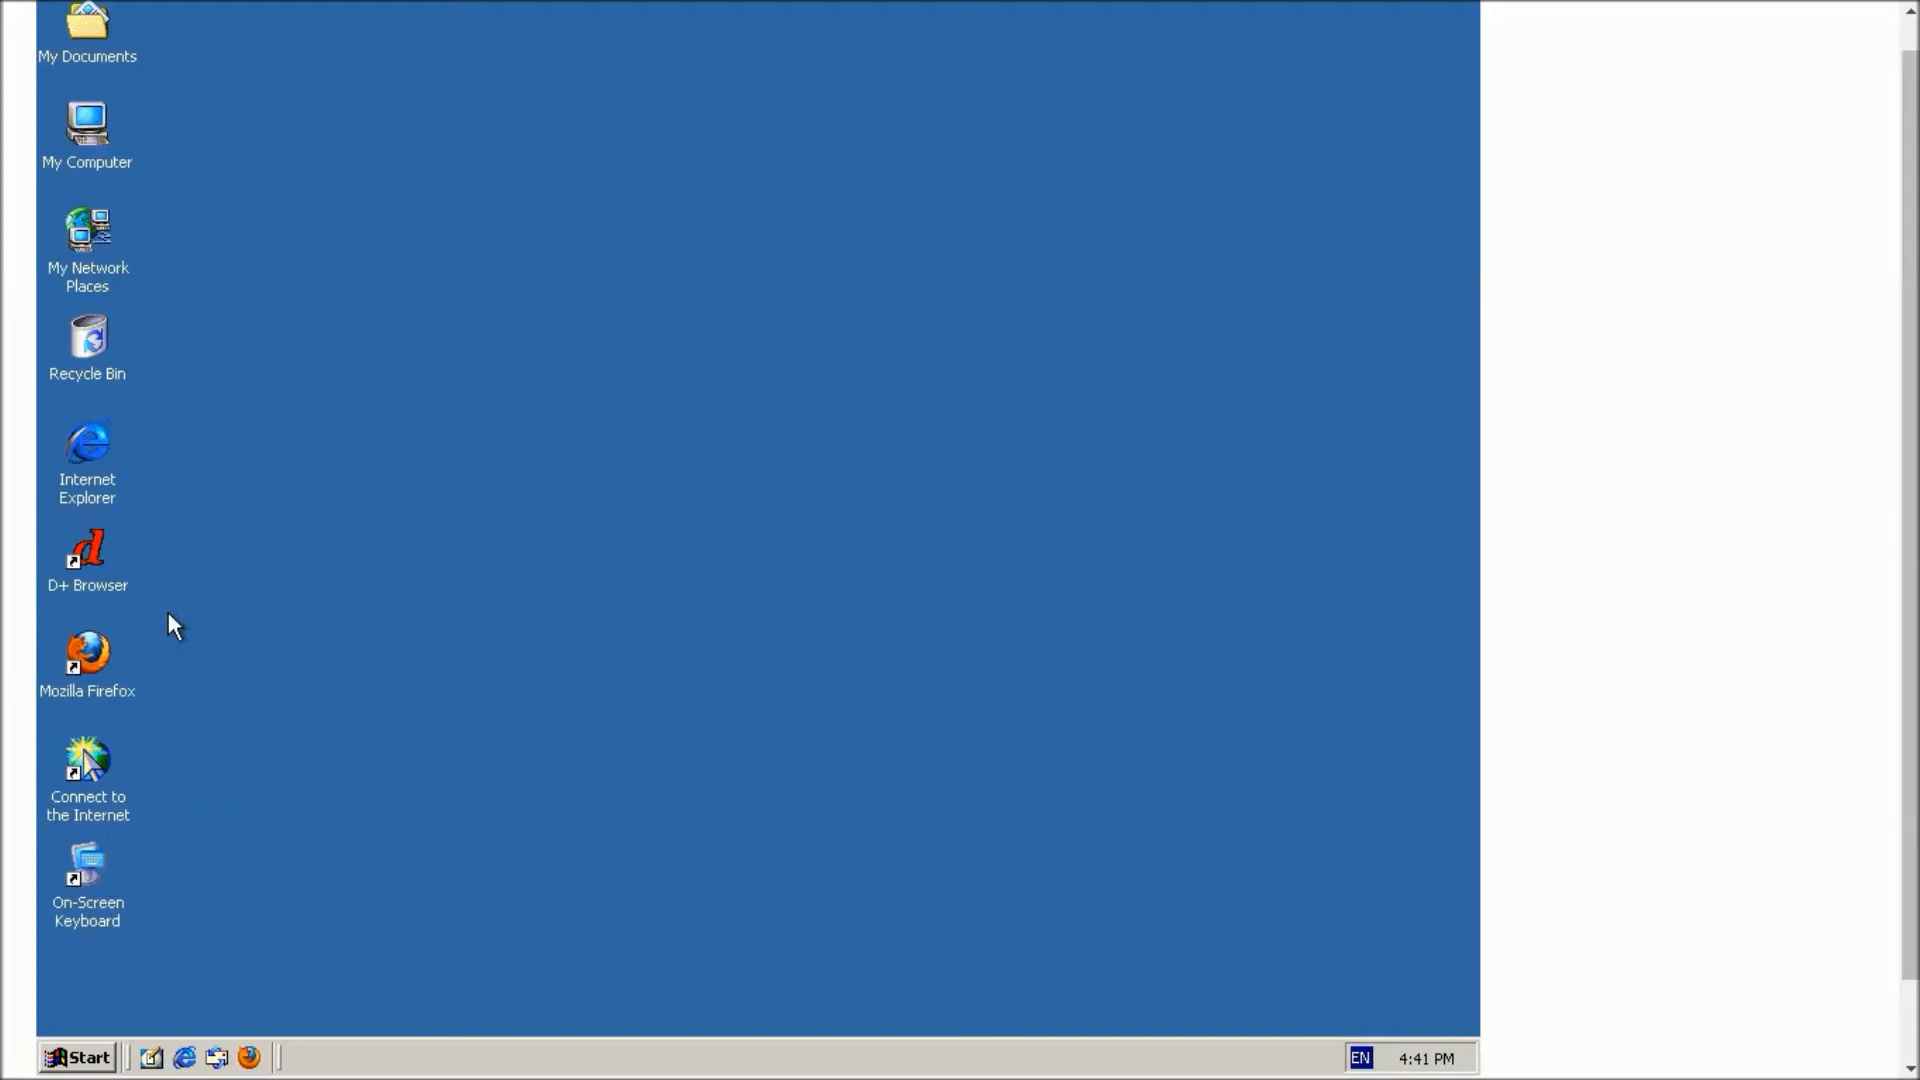 My Documents
My Computer
My Network
Places
Recycle Bin
Internet
Explorer
D+ Browser
Mozilla Firefox
Connect to
the Internet
On-Screen
Keyboard
Start
EN
4:41 PM